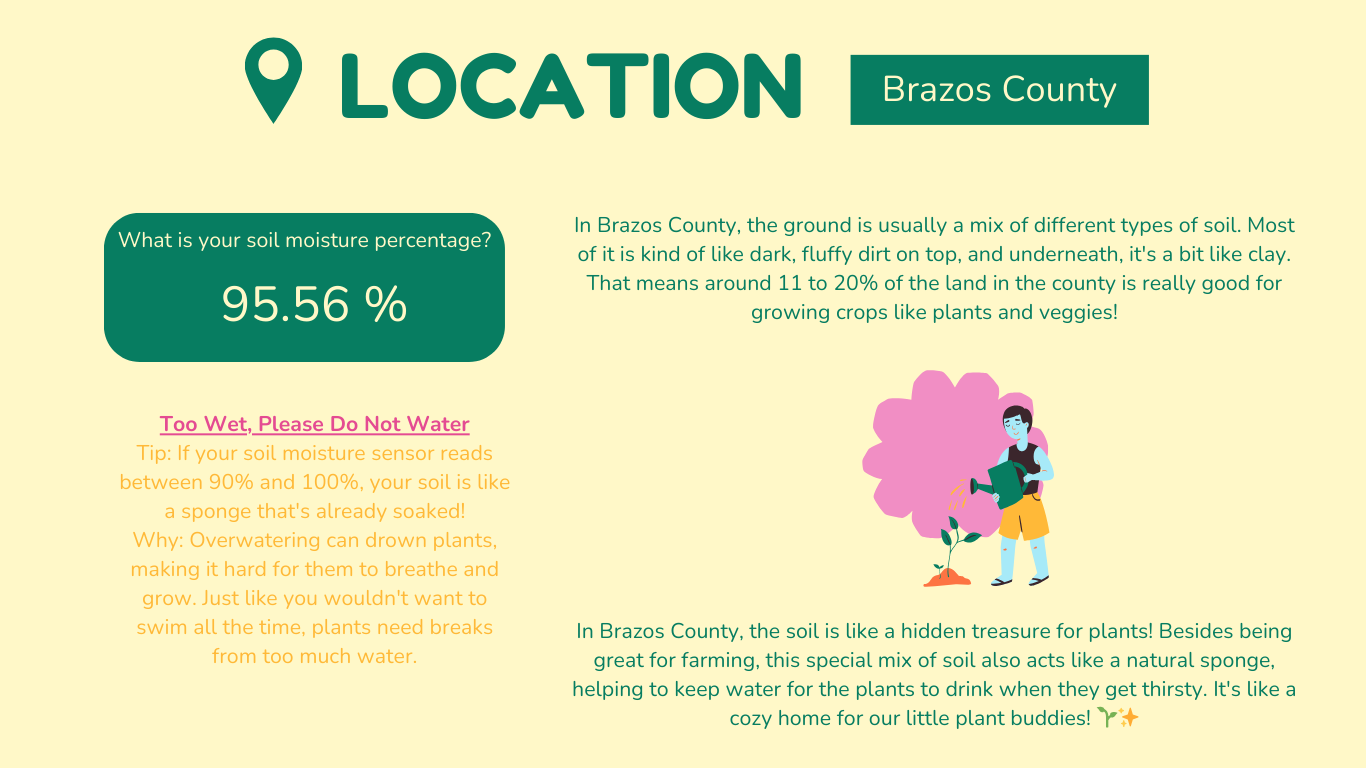 LOCATION
Brazos County
What is your soil moisture percentage?
95.56 %
Too Wet, Please Do Not Water
Tip: If your soil moisture sensor reads
between 90% and 100%, your soil is like
a sponge that's already soaked!
Why: Overwatering can drown plants,
making it hard for them to breathe and
grow. Just like you wouldn't want to
swim all the time, plants need breaks
from too much water.
In Brazos County, the ground is usually a mix of different types of soil. Most
of it is kind of like dark, fluffy dirt on top, and underneath, it's a bit like clay.
That means around 11 to 20% of the land in the county is really good for
growing crops like plants and veggies!
In Brazos County, the soil is like a hidden treasure for plants! Besides being
great for farming, this special mix of soil also acts like a natural sponge,
helping to keep water for the plants to drink when they get thirsty. It's like a
cozy home for our little plant buddies! 🌱✨